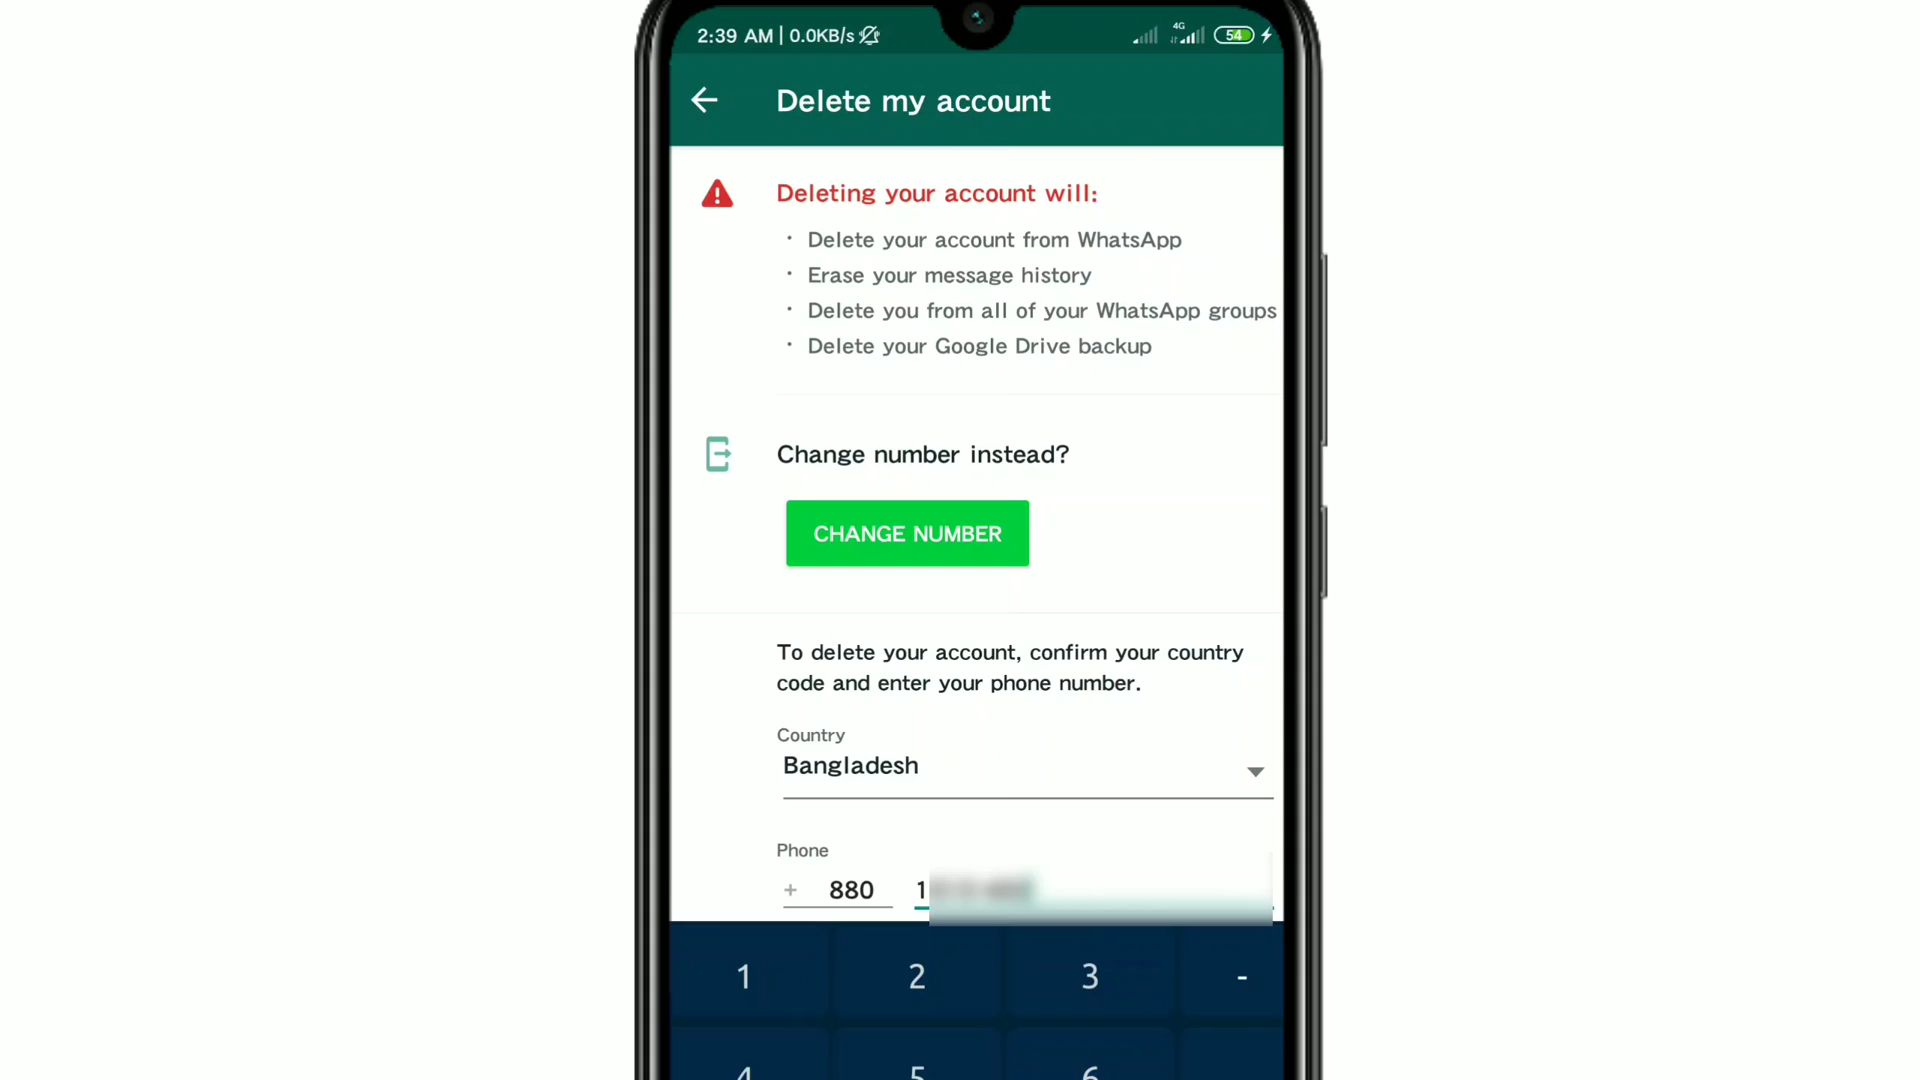 2:39 AM | 0.0KB/s 4G 54
Delete my account
Deleting your account will:
· Delete your account from WhatsApp
· Erase your message history
· Delete you from all of your WhatsApp groups
· Delete your Google Drive backup
Change number instead?
CHANGE NUMBER
To delete your account, confirm your country
code and enter your phone number.
Country
Bangladesh
Phone
+ 880 1
1 2 3 -
4 5 6